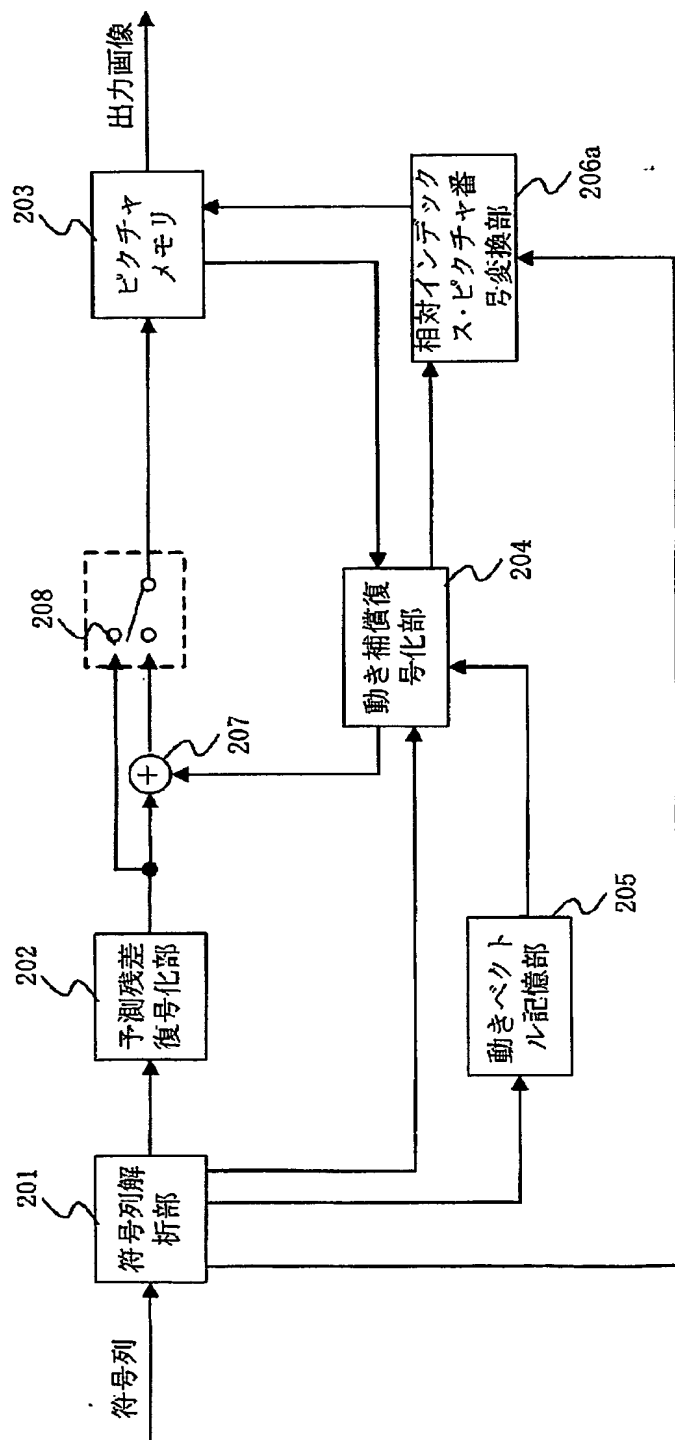 符号列
201
符号列解
析部
202
予測残差
復号化部
207
208
203
ピクチャ
メモリ
出力画像
204
動き補償復
号化部
205
動きベクト
ル記憶部
206a
相対インデック
ス・ピクチャ番
号変換部